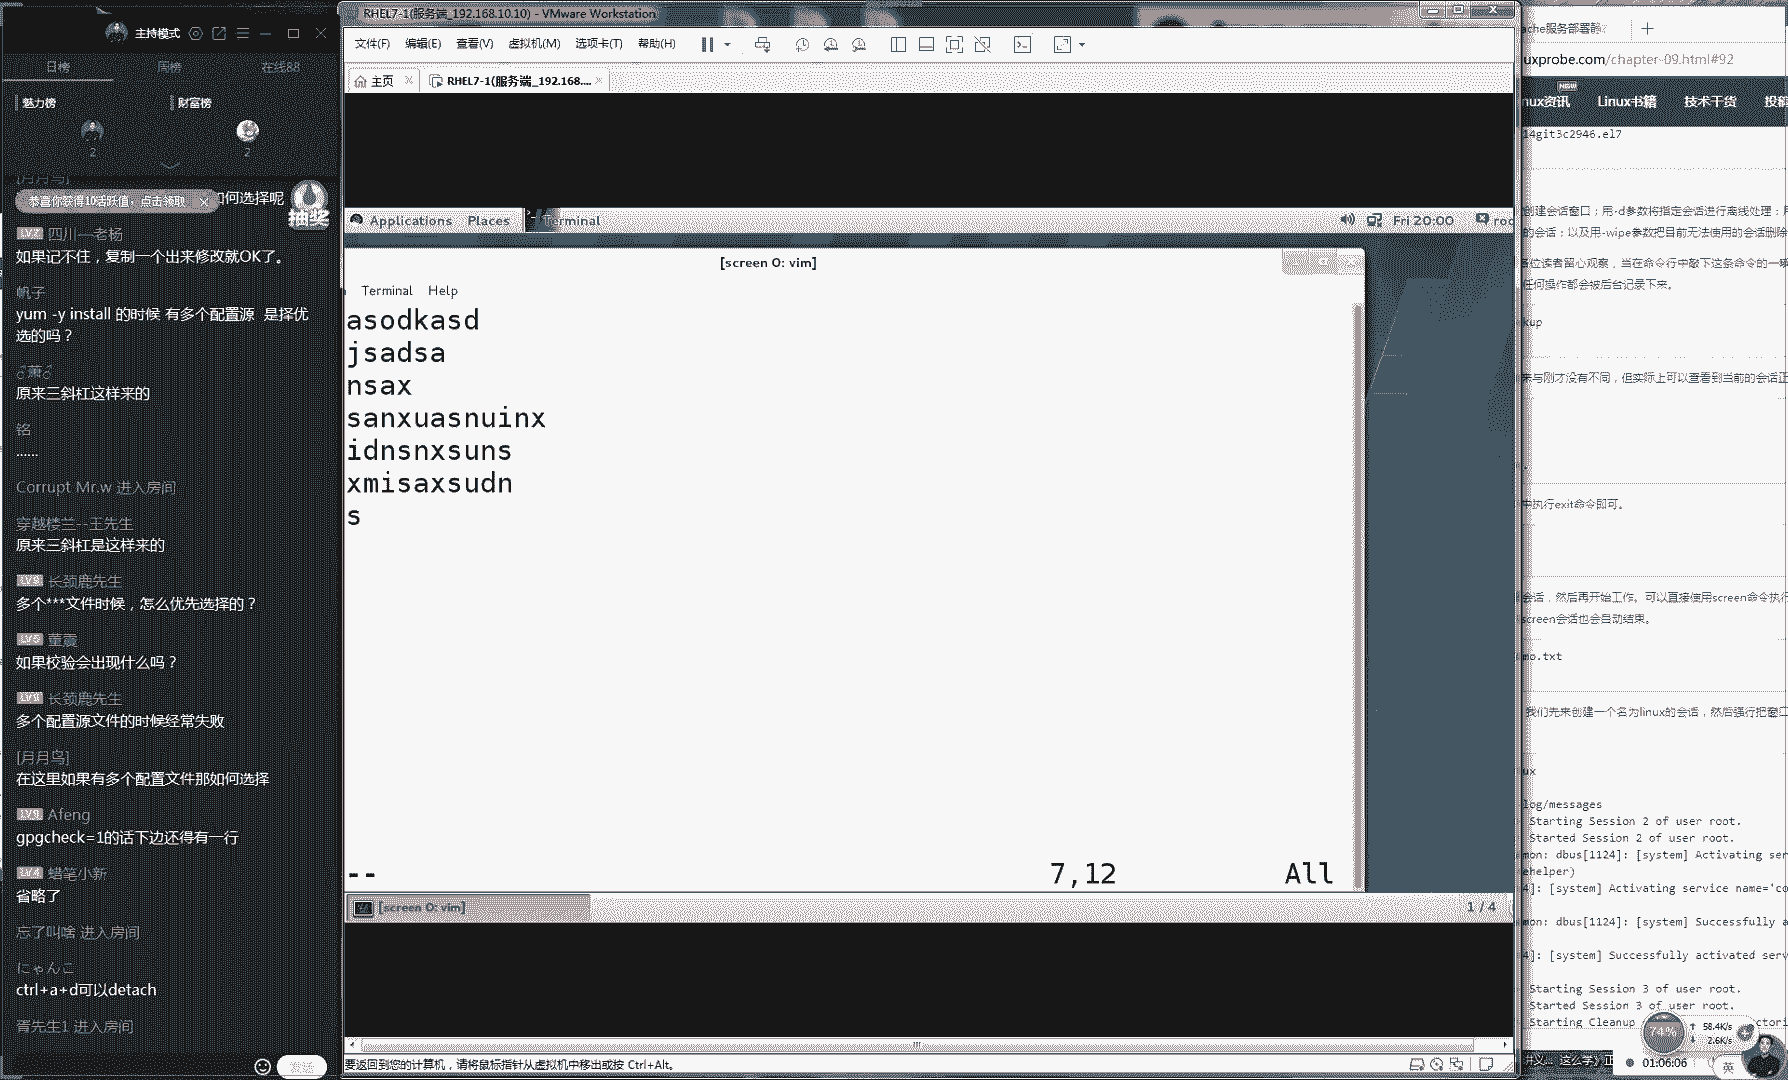 主持模式
日榜 周榜 在线88
魅力榜 财富榜
2 2
[月月鸟]
恭喜你获得10活跃值，点击领取 如何选择呢
抽奖
LV.7 四川—老杨
如果记不住，复制一个出来修改就OK了。
帆子
yum -y install 的时候 有多个配置源 是择优
选的吗？
♂萧♂
原来三斜杠这样来的
铭
......
Corrupt Mr.w 进入房间
穿越楼兰--王先生
原来三斜杠是这样来的
长颈鹿先生
多个***文件时候，怎么优先选择的？
LV.5 董震
如果校验会出现什么吗？
长颈鹿先生
多个配置源文件的时候经常失败
[月月鸟]
在这里如果有多个配置文件那如何选择
Afeng
gpgcheck=1的话下边还得有一行
LV.4 蜡笔小新
省略了
忘了叫啥 进入房间
にゃんこ
ctrl+a+d可以detach
胥先生1 进入房间
发送
RHEL7-1(服务端_192.168.10.10) - VMware Workstation
文件(F) 编辑(E) 查看(V) 虚拟机(M) 选项卡(T) 帮助(H)
主页 RHEL7-1(服务端_192.168....
Applications Places Terminal Fri 20:00 roo
[screen 0: vim]
Terminal Help
asodkasd
jsadsa
nsax
sanxuasnuinx
idnsnxsuns
xmisaxsudn
s
-- 7,12 All
[screen 0: vim] 1 / 4
要返回到您的计算机，请将鼠标指针从虚拟机中移出或按 Ctrl+Alt。
ache服务部署静
uxprobe.com/chapter-09.html#92
nux资讯 NEW Linux书籍 技术干货 投稿
14git3c2946.el7
创建会话窗口；用-d参数将指定会话进行离线处理；用
的会话；以及用-wipe参数把目前无法使用的会话删除
各位读者留心观察，当在命令行中敲下这条命令的一瞬
任何操作都会被后台记录下来。
kup
来与刚才没有不同，但实际上可以查看到当前的会话正
中执行exit命令即可。
会话，然后再开始工作。可以直接使用screen命令执行
screen会话也会自动结束。
mo.txt
我们先来创建一个名为linux的会话，然后强行把窗口
ux
log/messages
Starting Session 2 of user root.
Started Session 2 of user root.
mon: dbus[1124]: [system] Activating ser
ehelper)
4]: [system] Activating service name='co
mon: dbus[1124]: [system] Successfully a
4]: [system] Successfully activated serv
Starting Session 3 of user root.
Started Session 3 of user root.
Starting Cleanup
74% 58.4K/s
2.6K/s
01:06:06 英